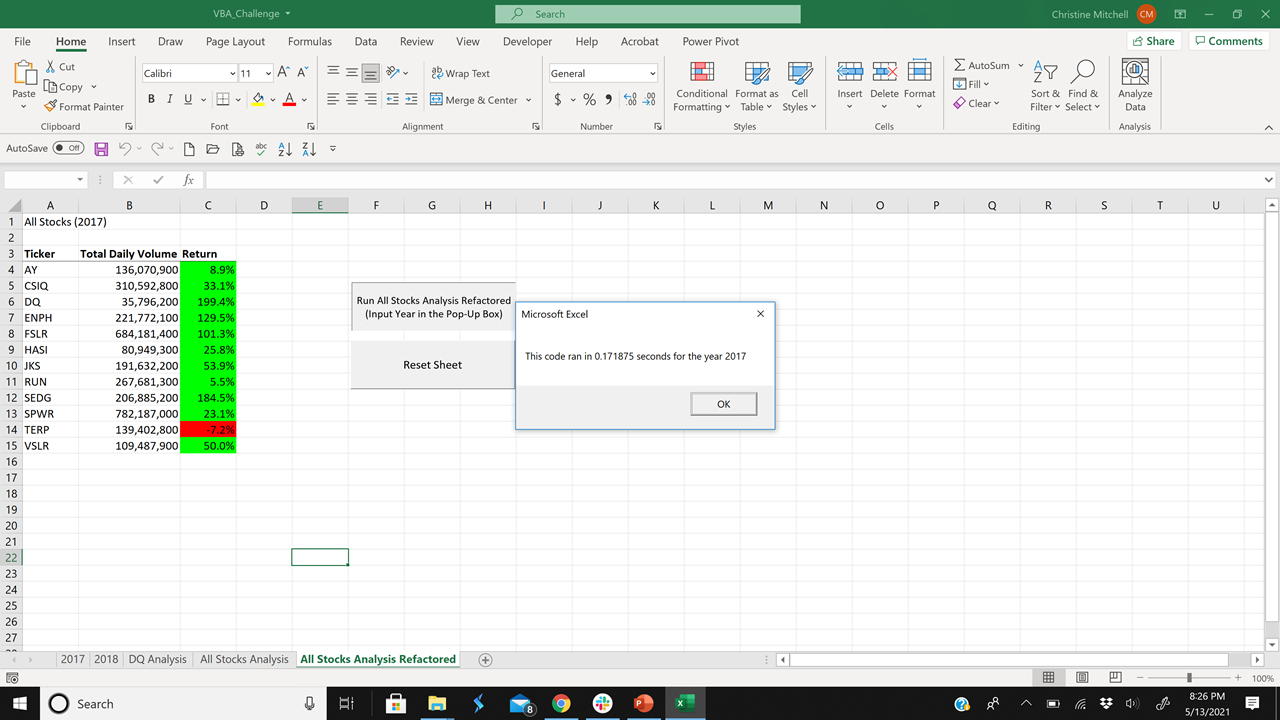 VBA_Challenge
Search
Christine Mitchell CM
File Home Insert Draw Page Layout Formulas Data Review View Developer Help Acrobat Power Pivot Share Comments
Paste
Cut
Copy
Format Painter
Clipboard
Calibri 11
B I U
Font
Wrap Text
Merge & Center
Alignment
General
$ % 9
Number
Conditional
Formatting
Format as
Table
Cell
Styles
Styles
Insert Delete Format
Cells
AutoSum
Fill
Clear
Sort &
Filter
Find &
Select
Editing
Analyze
Data
Analysis
AutoSave Off
fx
A B C D E F G H I J K L M N O P Q R S T U
1 All Stocks (2017)
2
3 Ticker Total Daily Volume Return
4 AY 136,070,900 8.9%
5 CSIQ 310,592,800 33.1%
6 DQ 35,796,200 199.4%
7 ENPH 221,772,100 129.5%
8 FSLR 684,181,400 101.3%
9 HASI 80,949,300 25.8%
10 JKS 191,632,200 53.9%
11 RUN 267,681,300 5.5%
12 SEDG 206,885,200 184.5%
13 SPWR 782,187,000 23.1%
14 TERP 139,402,800 -7.2%
15 VSLR 109,487,900 50.0%
16
17
18
19
20
21
22
23
24
25
26
27
Run All Stocks Analysis Refactored
(Input Year in the Pop-Up Box)
Reset Sheet
Microsoft Excel
This code ran in 0.171875 seconds for the year 2017
OK
2017 2018 DQ Analysis All Stocks Analysis All Stocks Analysis Refactored
100%
Search
8
8:26 PM
5/13/2021